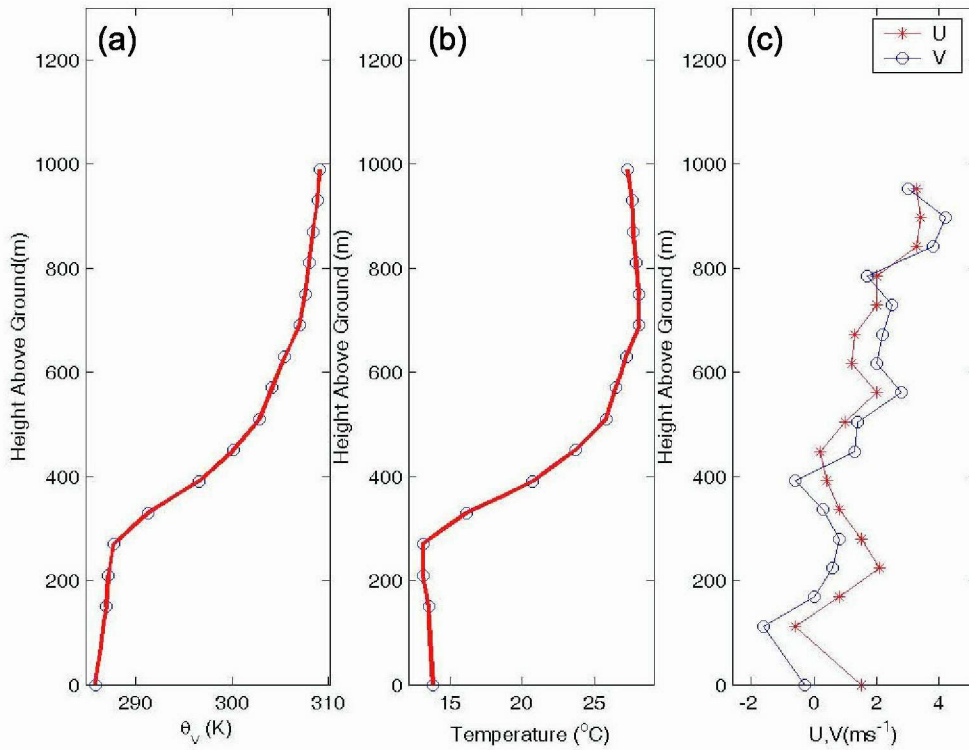 (a)
1200
1000
800
600
400
200
0
Height Above Ground(m)
290
300
310
θv (K)
(b)
1200
1000
800
600
400
200
0
Height Above Ground (m)
15
20
25
Temperature (°C)
(c)
U
V
1200
1000
800
600
400
200
0
Height Above Ground (m)
-2
0
2
4
U,V(ms⁻¹)